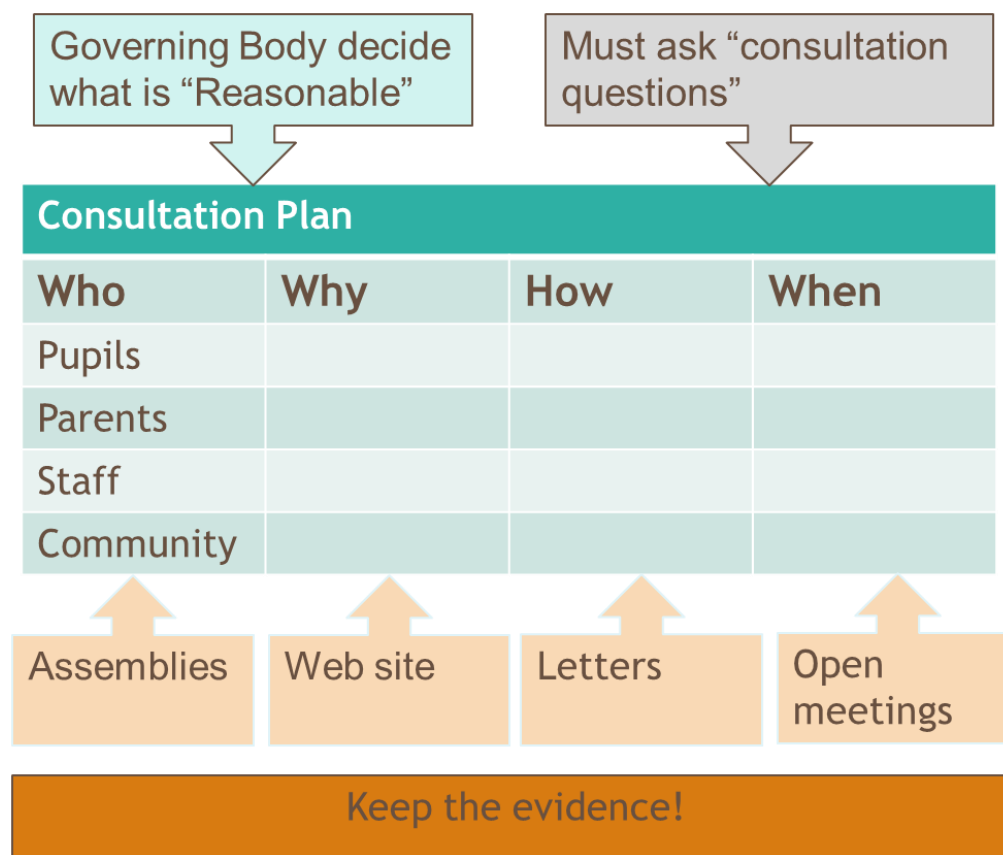 Governing Body decide
what is “Reasonable”
Must ask “consultation
questions”
Consultation Plan
Who Why How When
Pupils
Parents
Staff
Community
Assemblies
Web site
Letters
Open
meetings
Keep the evidence!